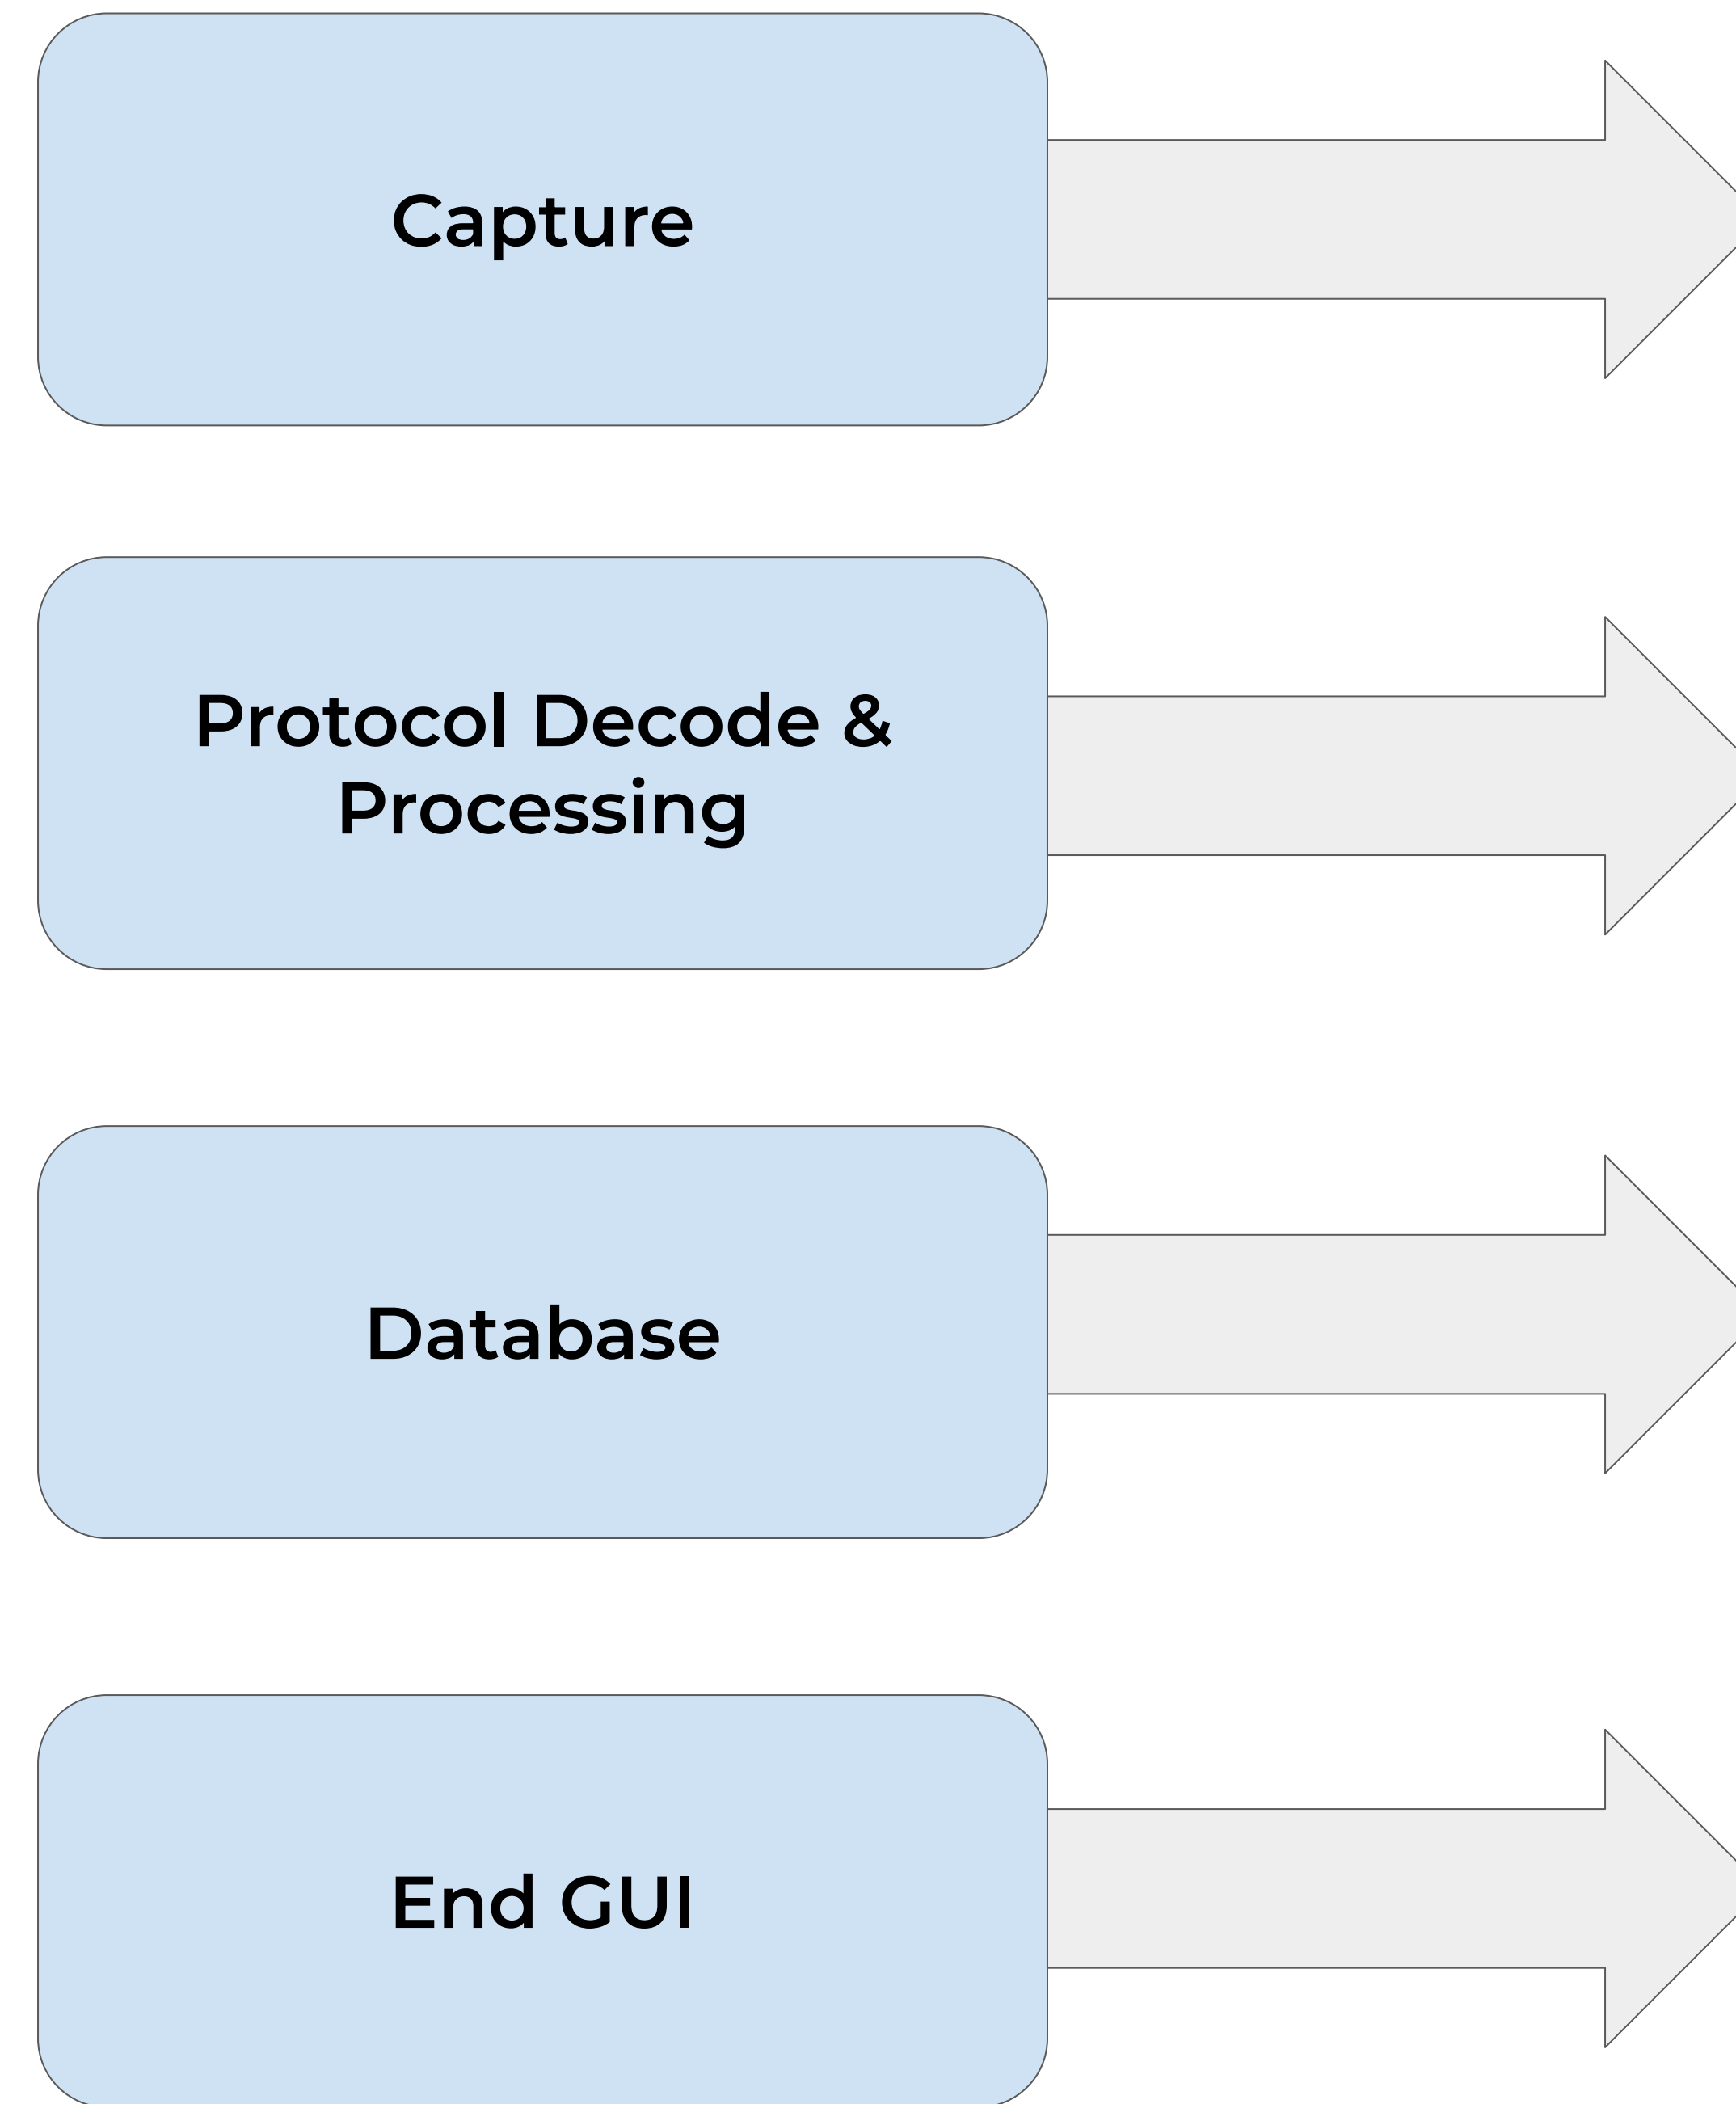 Capture
Protocol Decode &
Processing
Database
End GUI